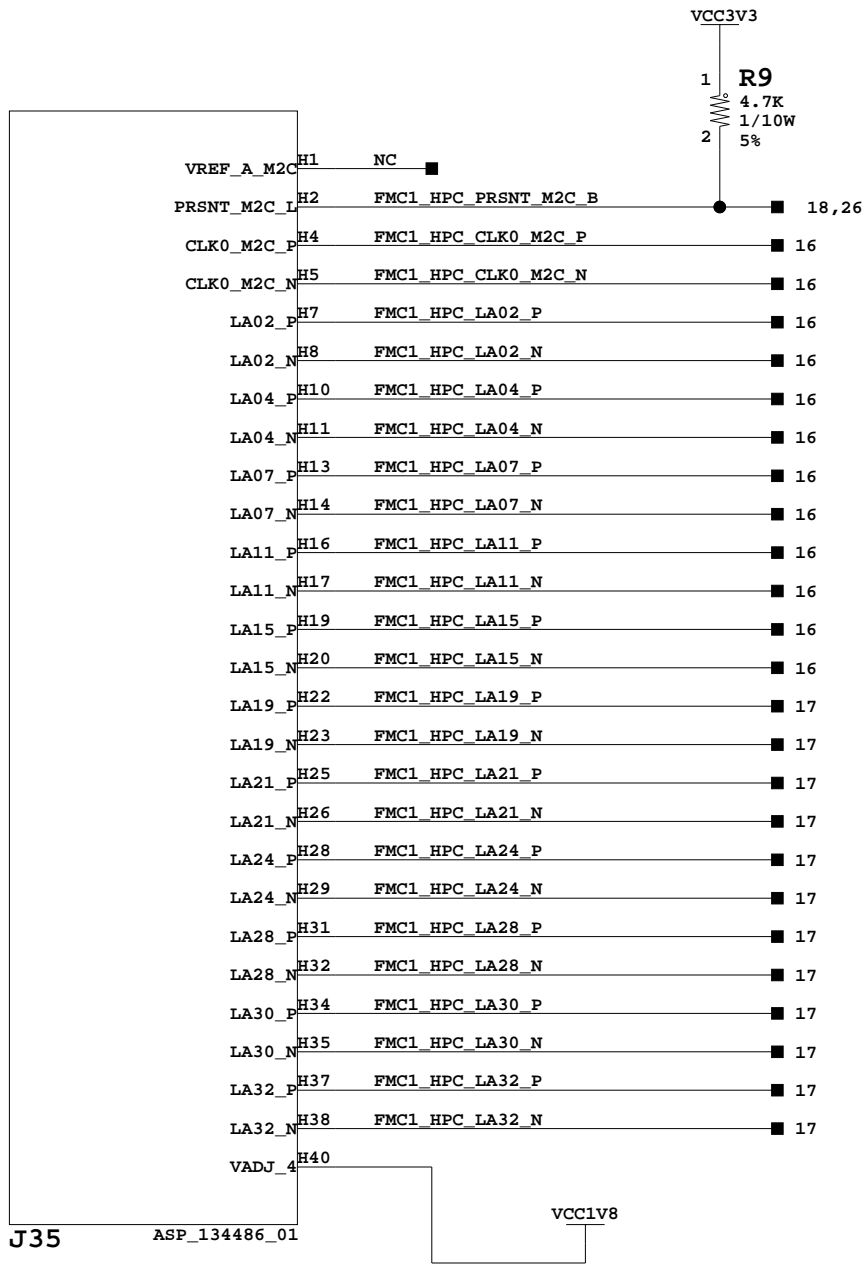 VCC3V3
1 R9
4.7K
1/10W
2 5%
VREF_A_M2C H1 NC
PRSNT_M2C_L H2 FMC1_HPC_PRSNT_M2C_B 18,26
CLK0_M2C_P H4 FMC1_HPC_CLK0_M2C_P 16
CLK0_M2C_N H5 FMC1_HPC_CLK0_M2C_N 16
LA02_P H7 FMC1_HPC_LA02_P 16
LA02_N H8 FMC1_HPC_LA02_N 16
LA04_P H10 FMC1_HPC_LA04_P 16
LA04_N H11 FMC1_HPC_LA04_N 16
LA07_P H13 FMC1_HPC_LA07_P 16
LA07_N H14 FMC1_HPC_LA07_N 16
LA11_P H16 FMC1_HPC_LA11_P 16
LA11_N H17 FMC1_HPC_LA11_N 16
LA15_P H19 FMC1_HPC_LA15_P 16
LA15_N H20 FMC1_HPC_LA15_N 16
LA19_P H22 FMC1_HPC_LA19_P 17
LA19_N H23 FMC1_HPC_LA19_N 17
LA21_P H25 FMC1_HPC_LA21_P 17
LA21_N H26 FMC1_HPC_LA21_N 17
LA24_P H28 FMC1_HPC_LA24_P 17
LA24_N H29 FMC1_HPC_LA24_N 17
LA28_P H31 FMC1_HPC_LA28_P 17
LA28_N H32 FMC1_HPC_LA28_N 17
LA30_P H34 FMC1_HPC_LA30_P 17
LA30_N H35 FMC1_HPC_LA30_N 17
LA32_P H37 FMC1_HPC_LA32_P 17
LA32_N H38 FMC1_HPC_LA32_N 17
VADJ_4 H40
VCC1V8
J35 ASP_134486_01